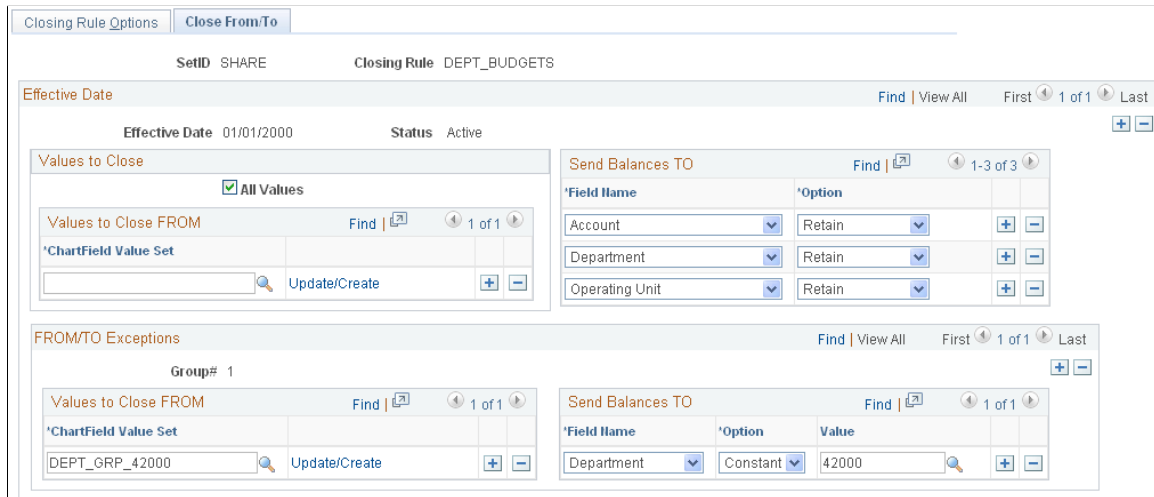 Closing Rule Options Close From/To
SetID SHARE Closing Rule DEPT_BUDGETS
Effective Date Find | View All First 1 of 1 Last
Effective Date 01/01/2000 Status Active
Values to Close
All Values
Values to Close FROM Find | 1 of 1
*ChartField Value Set
Update/Create
Send Balances TO Find | 1-3 of 3
*Field Name *Option
Account Retain
Department Retain
Operating Unit Retain
FROM/TO Exceptions Find | View All First 1 of 1 Last
Group# 1
Values to Close FROM Find | 1 of 1
*ChartField Value Set
DEPT_GRP_42000 Update/Create
Send Balances TO Find | 1 of 1
*Field Name *Option Value
Department Constant 42000